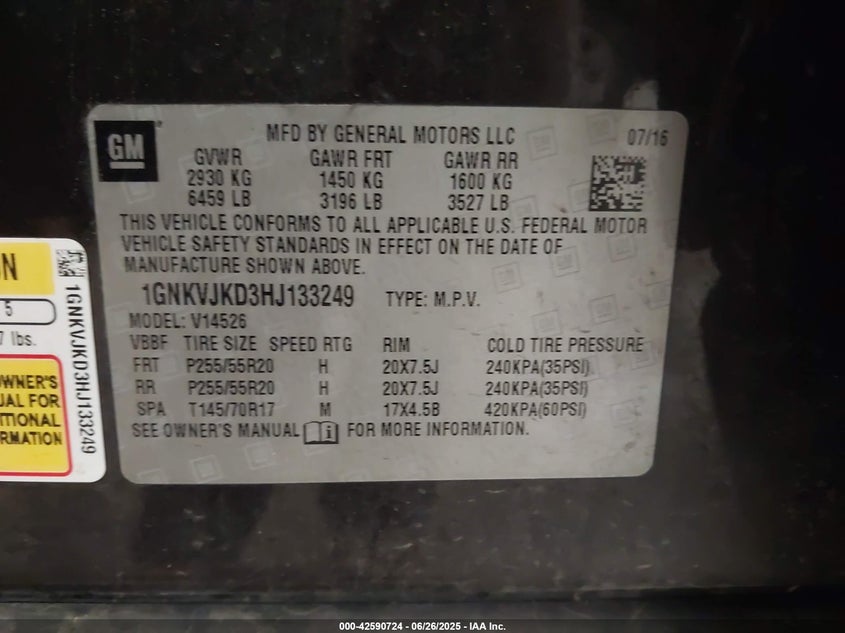 GM
MFD BY GENERAL MOTORS LLC 07/16
GVWR GAWR FRT GAWR RR
2930 KG 1450 KG 1600 KG
6459 LB 3196 LB 3527 LB
THIS VEHICLE CONFORMS TO ALL APPLICABLE U.S. FEDERAL MOTOR
VEHICLE SAFETY STANDARDS IN EFFECT ON THE DATE OF
MANUFACTURE SHOWN ABOVE.
1GNKVJKD3HJ133249 TYPE: M.P.V.
MODEL: V14526
VBBF TIRE SIZE SPEED RTG RIM COLD TIRE PRESSURE
FRT P255/55R20 H 20X7.5J 240KPA(35PSI)
RR P255/55R20 H 20X7.5J 240KPA(35PSI)
SPA T145/70R17 M 17X4.5B 420KPA(60PSI)
SEE OWNER'S MANUAL i FOR MORE INFORMATION.
5
lbs.
OWNER'S
FOR
1GNKVJKD3HJ133249
000-42590724 - 06/26/2025 - IAA Inc.